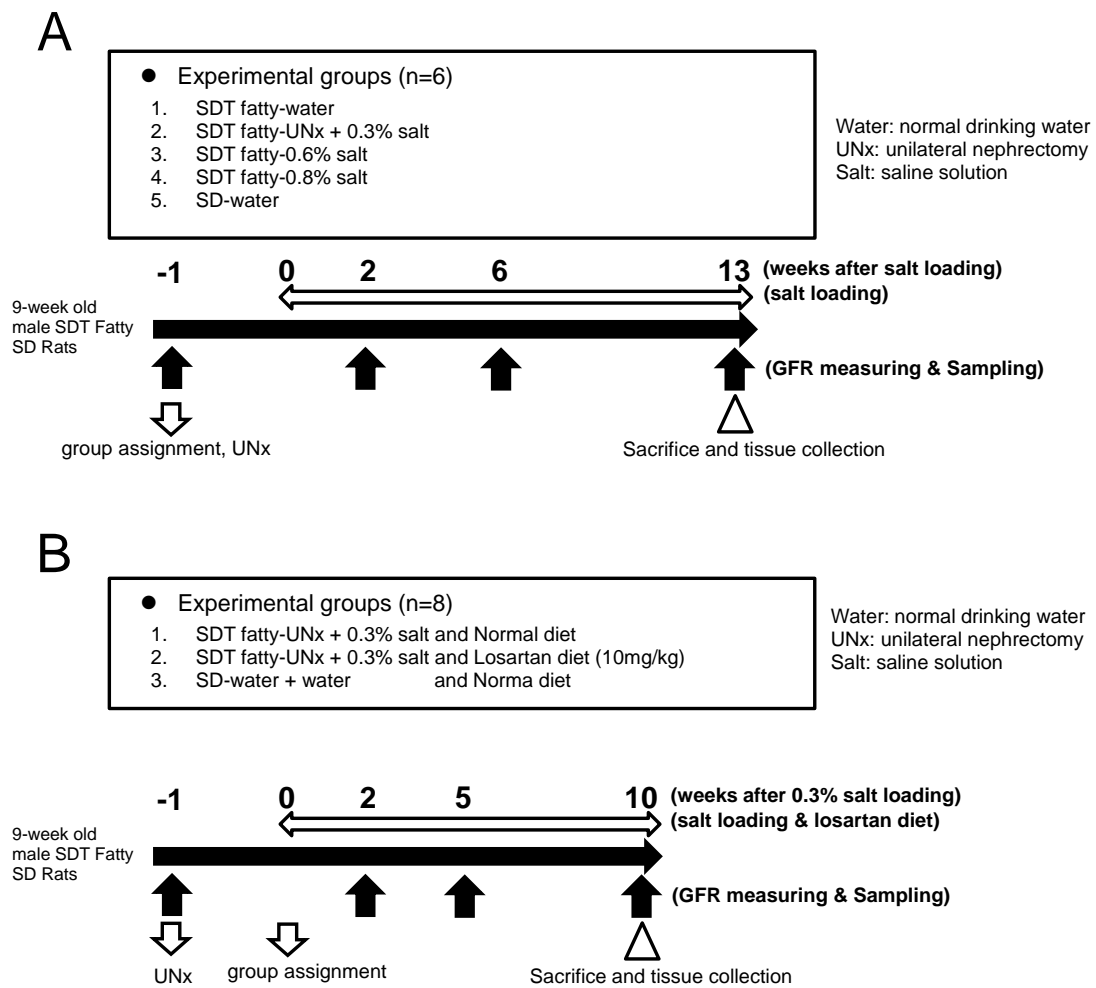 A
● Experimental groups (n=6)
1. SDT fatty-water
2. SDT fatty-UNx + 0.3% salt
3. SDT fatty-0.6% salt
4. SDT fatty-0.8% salt
5. SD-water
Water: normal drinking water
UNx: unilateral nephrectomy
Salt: saline solution
-1 0 2 6 13 (weeks after salt loading)
(salt loading)
9-week old
male SDT Fatty
SD Rats
(GFR measuring & Sampling)
group assignment, UNx
Sacrifice and tissue collection
B
● Experimental groups (n=8)
1. SDT fatty-UNx + 0.3% salt and Normal diet
2. SDT fatty-UNx + 0.3% salt and Losartan diet (10mg/kg)
3. SD-water + water and Norma diet
Water: normal drinking water
UNx: unilateral nephrectomy
Salt: saline solution
-1 0 2 5 10 (weeks after 0.3% salt loading)
(salt loading & losartan diet)
9-week old
male SDT Fatty
SD Rats
(GFR measuring & Sampling)
UNx
group assignment
Sacrifice and tissue collection